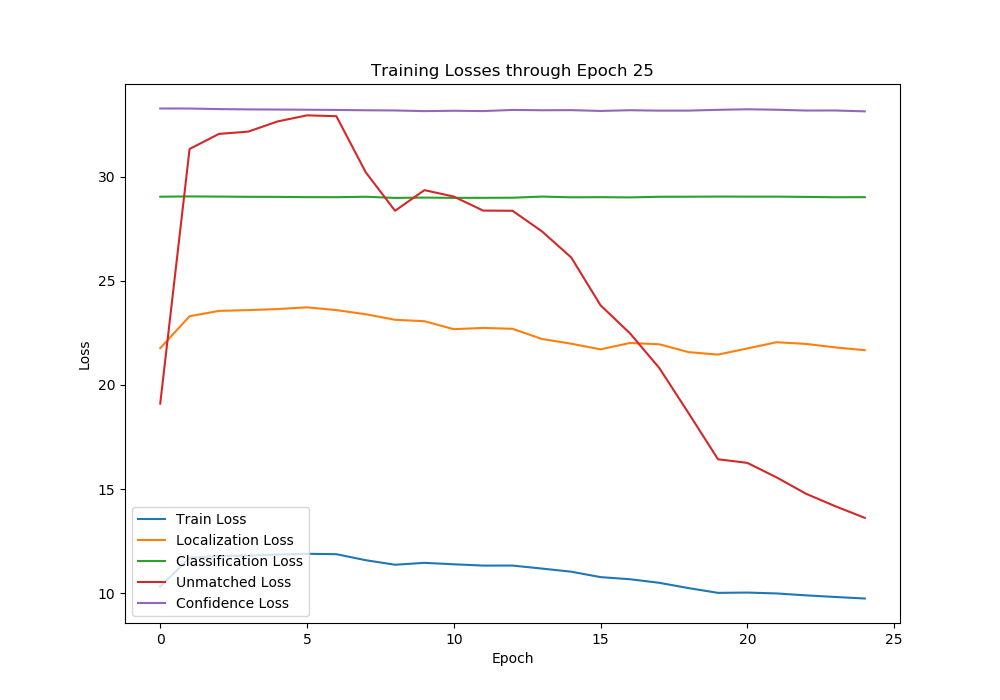 Training Losses through Epoch 25
Loss
30
25
20
15
10
Train Loss
Localization Loss
Classification Loss
Unmatched Loss
Confidence Loss
0 5 10 15 20 25
Epoch